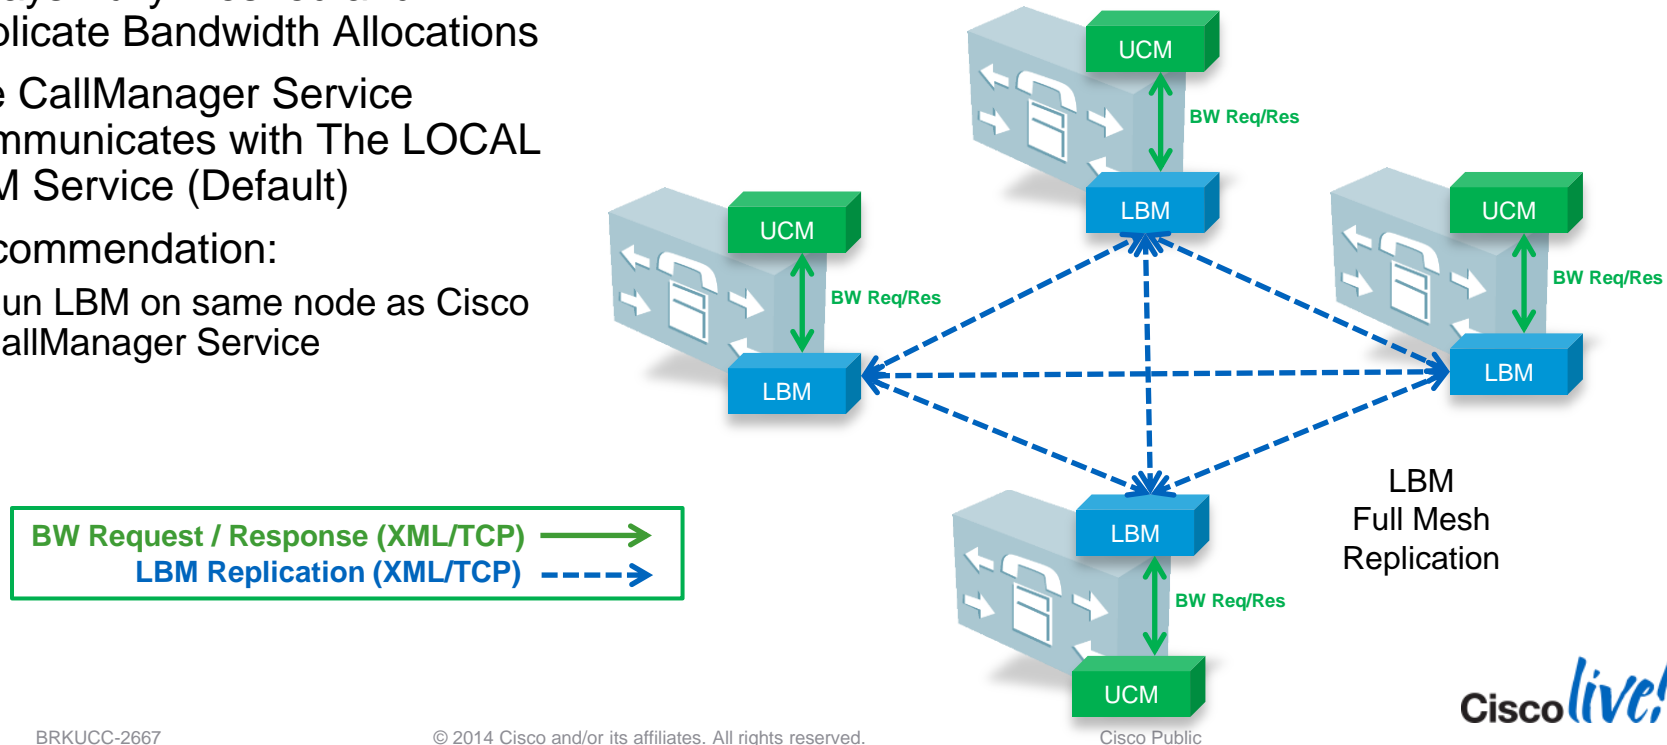 olicate Bandwidth Allocations
CallManager Service
mmunicates with The LOCAL
M Service (Default)
commendation:
un LBM on same node as Cisco
allManager Service
UCM
BW Req/Res
LBM
UCM
BW Req/Res
LBM
UCM
BW Req/Res
LBM
LBM
BW Req/Res
UCM
LBM
Full Mesh
Replication
BW Request / Response (XML/TCP)
LBM Replication (XML/TCP)
BRKUCC-2667
© 2014 Cisco and/or its affiliates. All rights reserved.
Cisco Public
Cisco live!